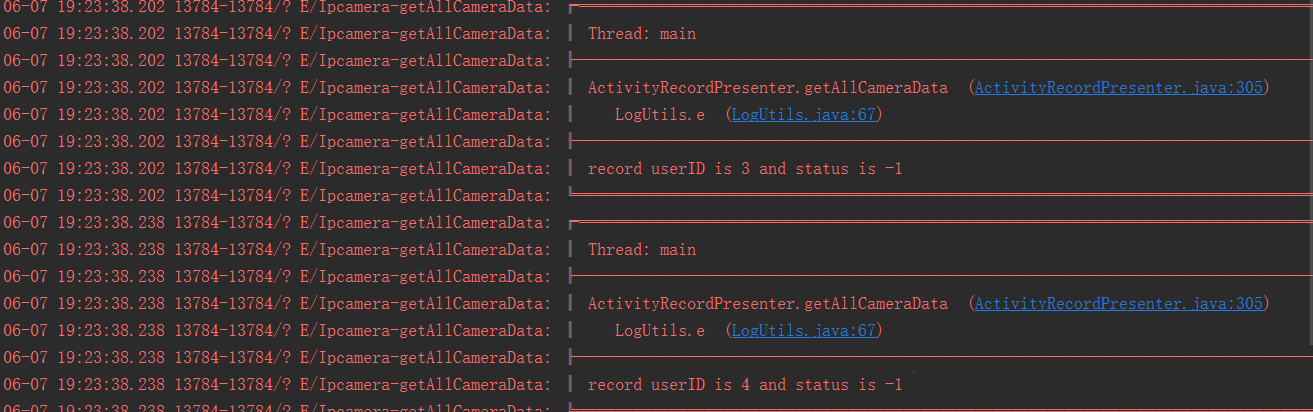 06-07 19:23:38.202 13784-13784/? E/Ipcamera-getAllCameraData: ╔════════════════════════════════════════
06-07 19:23:38.202 13784-13784/? E/Ipcamera-getAllCameraData: ║ Thread: main
06-07 19:23:38.202 13784-13784/? E/Ipcamera-getAllCameraData: ╟────────────────────────────────────────
06-07 19:23:38.202 13784-13784/? E/Ipcamera-getAllCameraData: ║ ActivityRecordPresenter.getAllCameraData (ActivityRecordPresenter.java:305)
06-07 19:23:38.202 13784-13784/? E/Ipcamera-getAllCameraData: ║ LogUtils.e (LogUtils.java:67)
06-07 19:23:38.202 13784-13784/? E/Ipcamera-getAllCameraData: ╟────────────────────────────────────────
06-07 19:23:38.202 13784-13784/? E/Ipcamera-getAllCameraData: ║ record userID is 3 and status is -1
06-07 19:23:38.202 13784-13784/? E/Ipcamera-getAllCameraData: ╚════════════════════════════════════════
06-07 19:23:38.238 13784-13784/? E/Ipcamera-getAllCameraData: ╔════════════════════════════════════════
06-07 19:23:38.238 13784-13784/? E/Ipcamera-getAllCameraData: ║ Thread: main
06-07 19:23:38.238 13784-13784/? E/Ipcamera-getAllCameraData: ╟────────────────────────────────────────
06-07 19:23:38.238 13784-13784/? E/Ipcamera-getAllCameraData: ║ ActivityRecordPresenter.getAllCameraData (ActivityRecordPresenter.java:305)
06-07 19:23:38.238 13784-13784/? E/Ipcamera-getAllCameraData: ║ LogUtils.e (LogUtils.java:67)
06-07 19:23:38.238 13784-13784/? E/Ipcamera-getAllCameraData: ╟────────────────────────────────────────
06-07 19:23:38.238 13784-13784/? E/Ipcamera-getAllCameraData: ║ record userID is 4 and status is -1
06-07 19:23:38.238 13784-13784/? E/Ipcamera-getAllCameraData: ╚════════════════════════════════════════